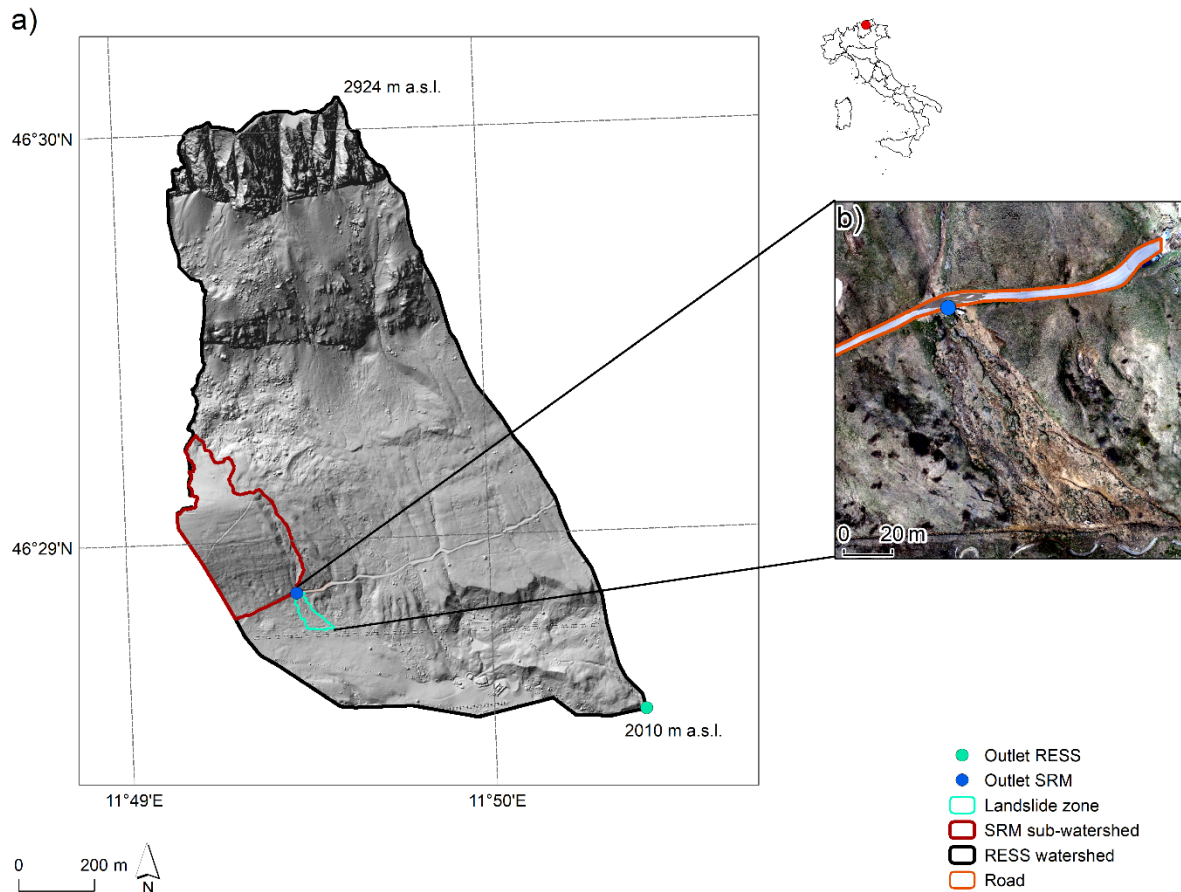 a)
2924 m a.s.l.
46°30'N
b)
0 20 m
46°29'N
2010 m a.s.l.
11°49'E
11°50'E
Outlet RESS
Outlet SRM
Landslide zone
SRM sub-watershed
RESS watershed
Road
0 200 m
N